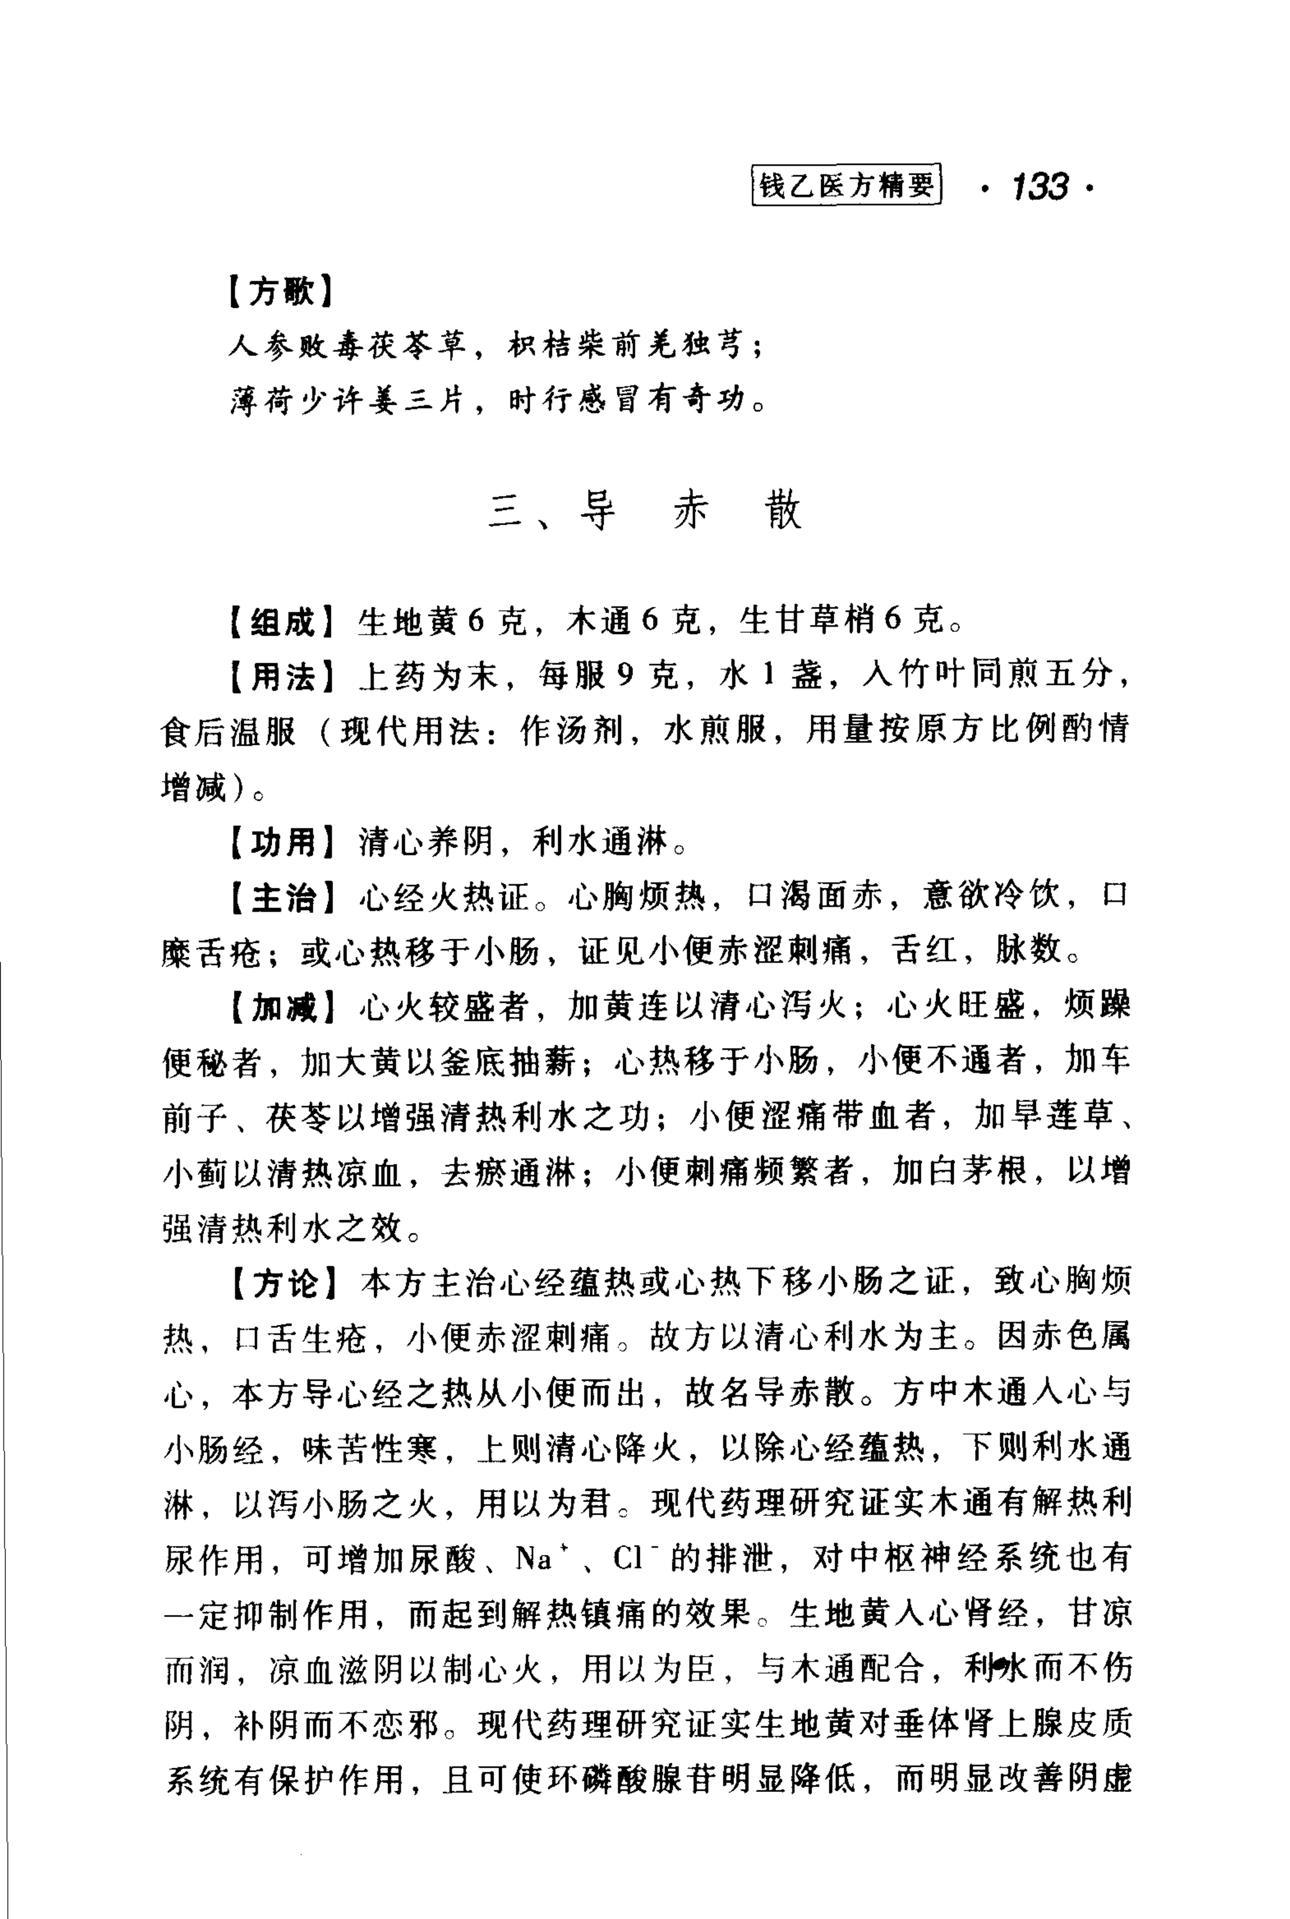 钱乙医方精要 · 133 ·
【方歌】
人参败毒茯苓草，枳桔柴前羌独芎；
薄荷少许姜三片，时行感冒有奇功。
三、导 赤 散
【组成】生地黄6克，木通6克，生甘草梢6克。
【用法】上药为末，每服9克，水1盏，入竹叶同煎五分，
食后温服（现代用法：作汤剂，水煎服，用量按原方比例酌情
增减）。
【功用】清心养阴，利水通淋。
【主治】心经火热证。心胸烦热，口渴面赤，意欲冷饮，口
糜舌疮；或心热移于小肠，证见小便赤涩刺痛，舌红，脉数。
【加减】心火较盛者，加黄连以清心泻火；心火旺盛，烦躁
便秘者，加大黄以釜底抽薪；心热移于小肠，小便不通者，加车
前子、茯苓以增强清热利水之功；小便涩痛带血者，加旱莲草、
小蓟以清热凉血，去瘀通淋；小便刺痛频繁者，加白茅根，以增
强清热利水之效。
【方论】本方主治心经蕴热或心热下移小肠之证，致心胸烦
热，口舌生疮，小便赤涩刺痛。故方以清心利水为主。因赤色属
心，本方导心经之热从小便而出，故名导赤散。方中木通入心与
小肠经，味苦性寒，上则清心降火，以除心经蕴热，下则利水通
淋，以泻小肠之火，用以为君。现代药理研究证实木通有解热利
尿作用，可增加尿酸、Na⁺、Cl⁻的排泄，对中枢神经系统也有
一定抑制作用，而起到解热镇痛的效果。生地黄入心肾经，甘凉
而润，凉血滋阴以制心火，用以为臣，与木通配合，利水而不伤
阴，补阴而不恋邪。现代药理研究证实生地黄对垂体肾上腺皮质
系统有保护作用，且可使环磷酸腺苷明显降低，而明显改善阴虚